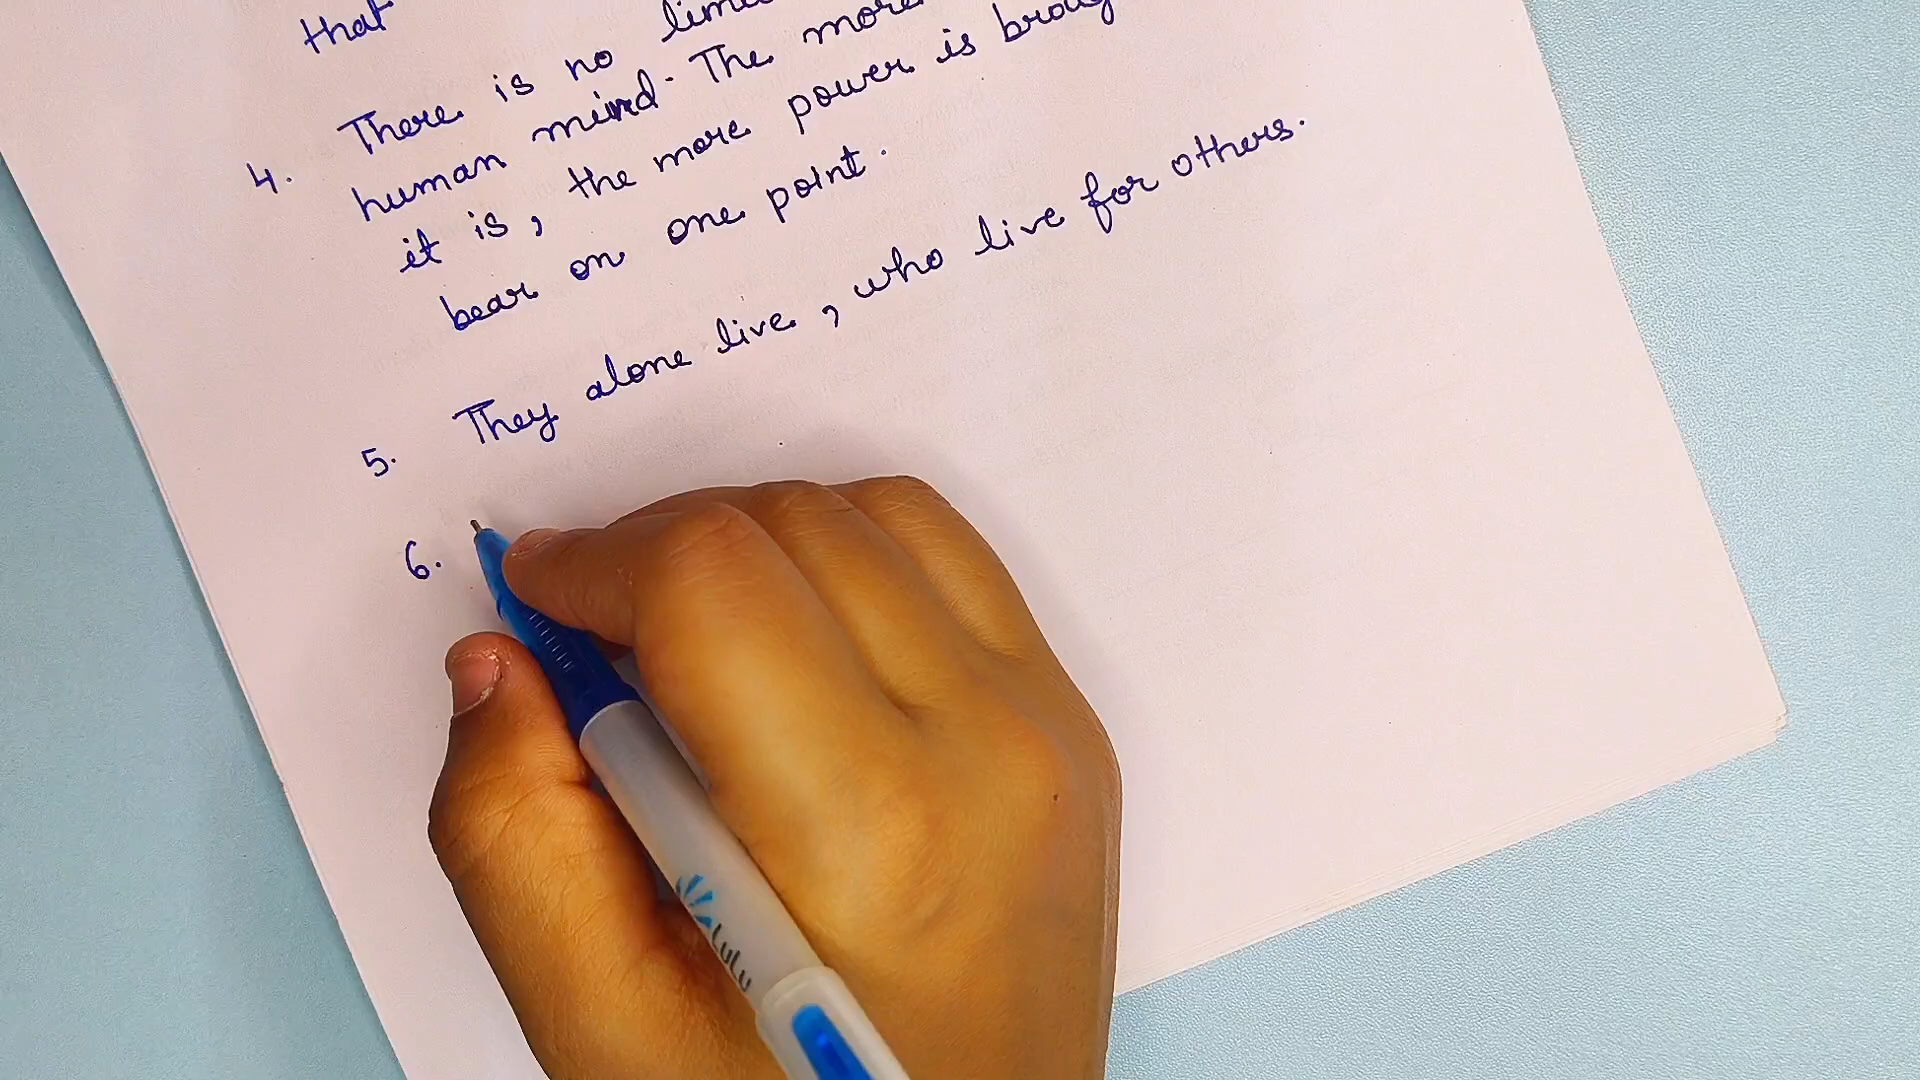 that
4. There is no
human mind. The more
it is, the more power is
bear on one point.
5. They alone live, who live for others.
6.
LULU